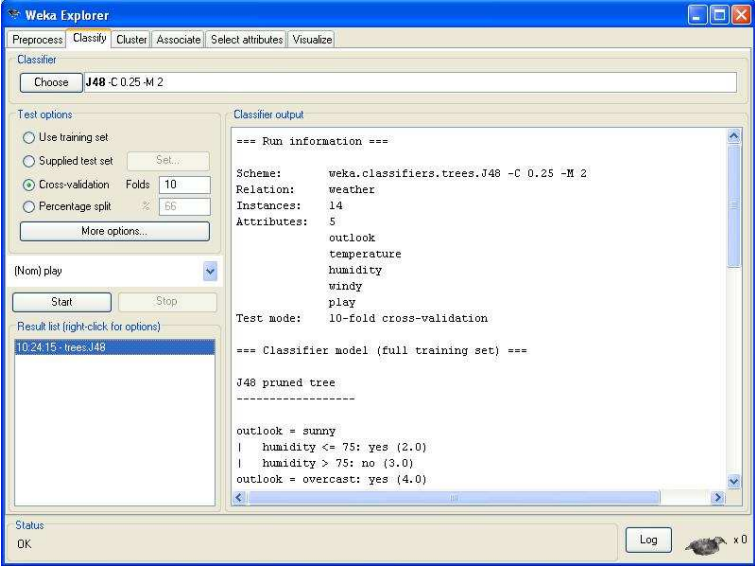 Weka Explorer
Preprocess Classify Cluster Associate Select attributes Visualize
Classifier
Choose J48 -C 0.25 -M 2
Test options
Use training set
Supplied test set Set...
Cross-validation Folds 10
Percentage split % 66
More options...
(Nom) play
Start Stop
Result list (right-click for options)
10:24:15 - trees.J48
Classifier output
=== Run information ===
Scheme: weka.classifiers.trees.J48 -C 0.25 -M 2
Relation: weather
Instances: 14
Attributes: 5
outlook
temperature
humidity
windy
play
Test mode: 10-fold cross-validation
=== Classifier model (full training set) ===
J48 pruned tree
------------------
outlook = sunny
|   humidity <= 75: yes (2.0)
|   humidity > 75: no (3.0)
outlook = overcast: yes (4.0)
Status
OK
Log x 0